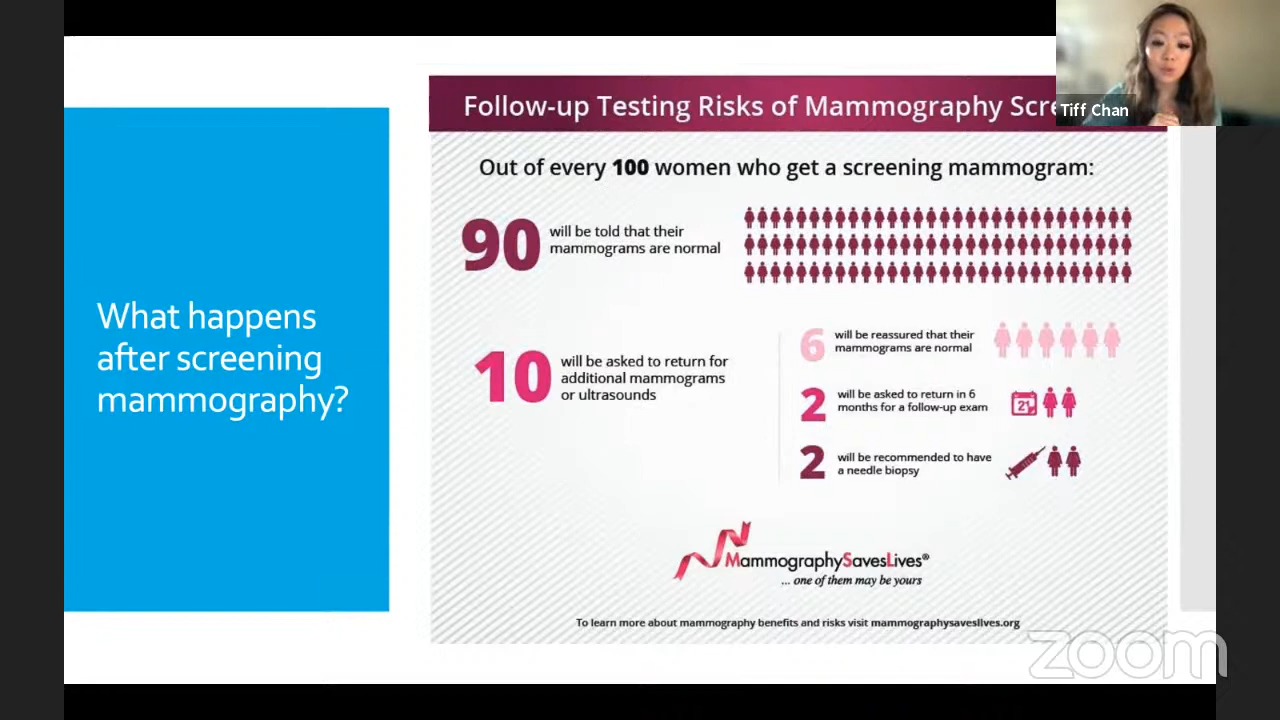 Tiff Chan
What happens
after screening
mammography?
Follow-up Testing Risks of Mammography Scre
Out of every 100 women who get a screening mammogram:
90
will be told that their
mammograms are normal
10
will be asked to return for
additional mammograms
or ultrasounds
6
will be reassured that their
mammograms are normal
2
will be asked to return in 6
months for a follow-up exam
21
2
will be recommended to have
a needle biopsy
MammographySavesLives®
... one of them may be yours
To learn more about mammography benefits and risks visit mammographysaveslives.org
zoom